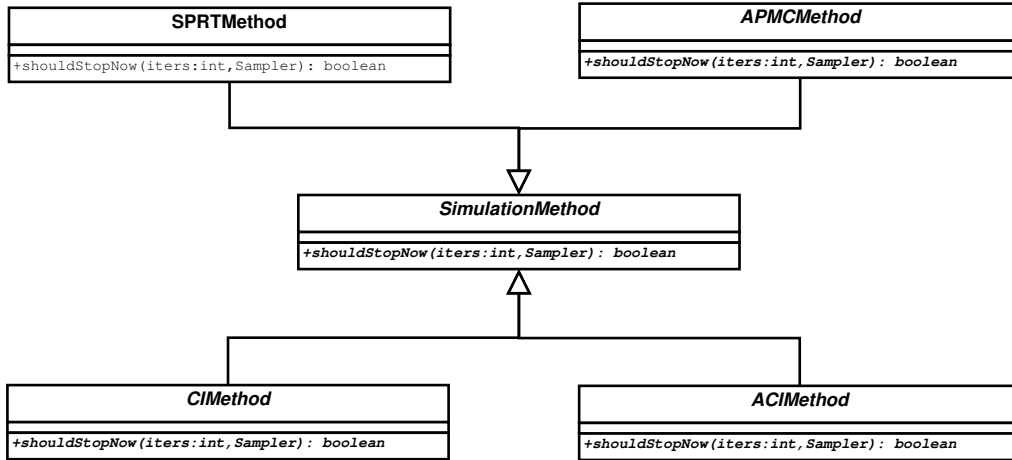 SPRTMethod
+shouldStopNow(iters:int,Sampler): boolean
APMCMethod
+shouldStopNow(iters:int,Sampler): boolean
SimulationMethod
+shouldStopNow(iters:int,Sampler): boolean
CIMethod
+shouldStopNow(iters:int,Sampler): boolean
ACIMethod
+shouldStopNow(iters:int,Sampler): boolean